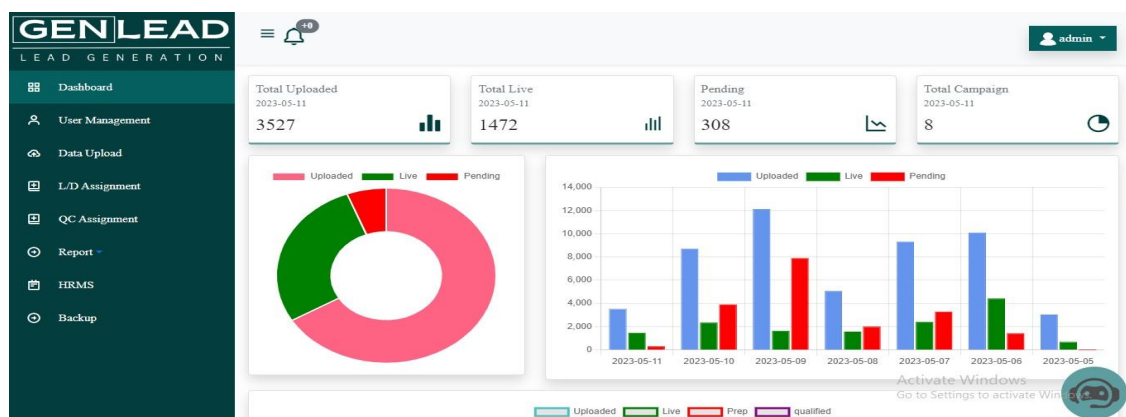 GENLEAD
LEAD GENERATION
+0
admin
Dashboard
User Management
Data Upload
L/D Assignment
QC Assignment
Report
HRMS
Backup
Total Uploaded
2023-05-11
3527
Total Live
2023-05-11
1472
Pending
2023-05-11
308
Total Campaign
2023-05-11
8
Uploaded Live Pending
Uploaded Live Pending
14,000
12,000
10,000
8,000
6,000
4,000
2,000
0
2023-05-11 2023-05-10 2023-05-09 2023-05-08 2023-05-07 2023-05-06 2023-05-05
Activate Windows
Go to Settings to activate
Uploaded Live Prep qualified